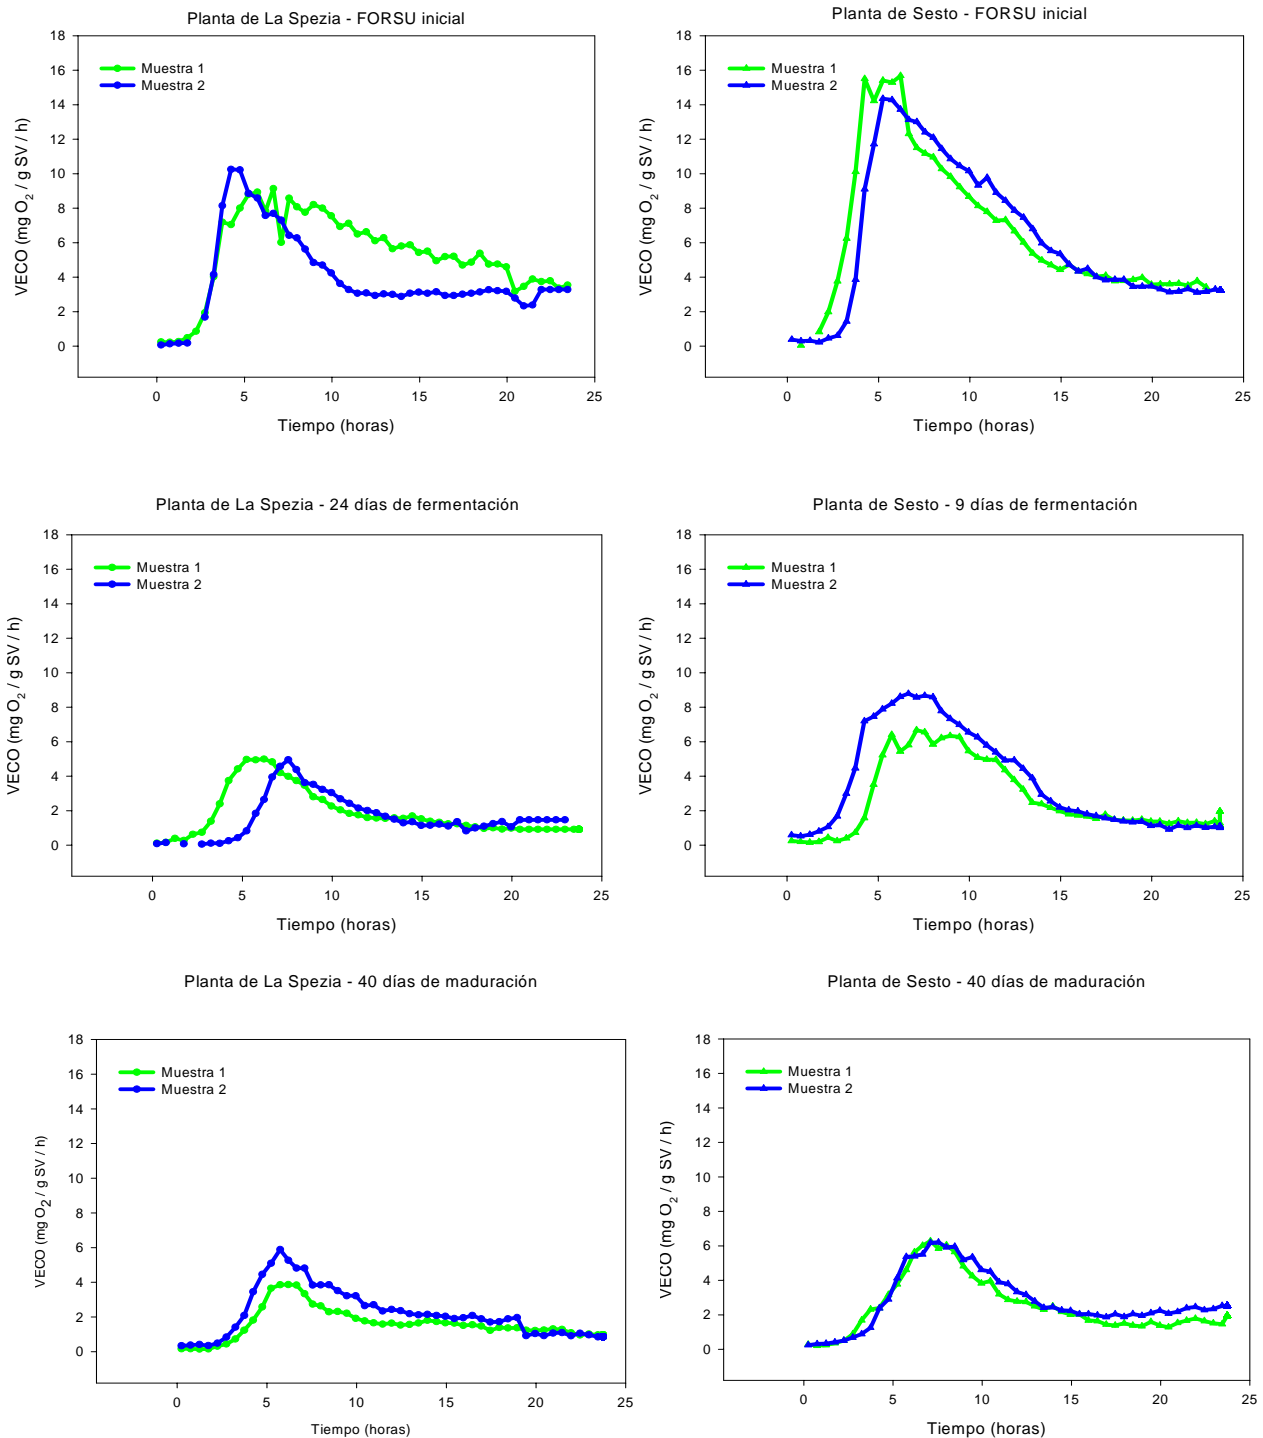 Planta de La Spezia - FORSU inicial
18
16
14
12
10
8
6
4
2
0
VECO (mg O2 / g SV / h)
Muestra 1
Muestra 2
0 5 10 15 20 25
Tiempo (horas)
Planta de Sesto - FORSU inicial
18
16
14
12
10
8
6
4
2
0
VECO (mg O2 / g SV / h)
Muestra 1
Muestra 2
0 5 10 15 20 25
Tiempo (horas)
Planta de La Spezia - 24 días de fermentación
18
16
14
12
10
8
6
4
2
0
VECO (mg O2 / g SV / h)
Muestra 1
Muestra 2
0 5 10 15 20 25
Tiempo (horas)
Planta de Sesto - 9 días de fermentación
18
16
14
12
10
8
6
4
2
0
VECO (mg O2 / g SV / h)
Muestra 1
Muestra 2
0 5 10 15 20 25
Tiempo (horas)
Planta de La Spezia - 40 días de maduración
18
16
14
12
10
8
6
4
2
0
VECO (mg O2 / g SV / h)
Muestra 1
Muestra 2
0 5 10 15 20 25
Tiempo (horas)
Planta de Sesto - 40 días de maduración
18
16
14
12
10
8
6
4
2
0
VECO (mg O2 / g SV / h)
Muestra 1
Muestra 2
0 5 10 15 20 25
Tiempo (horas)